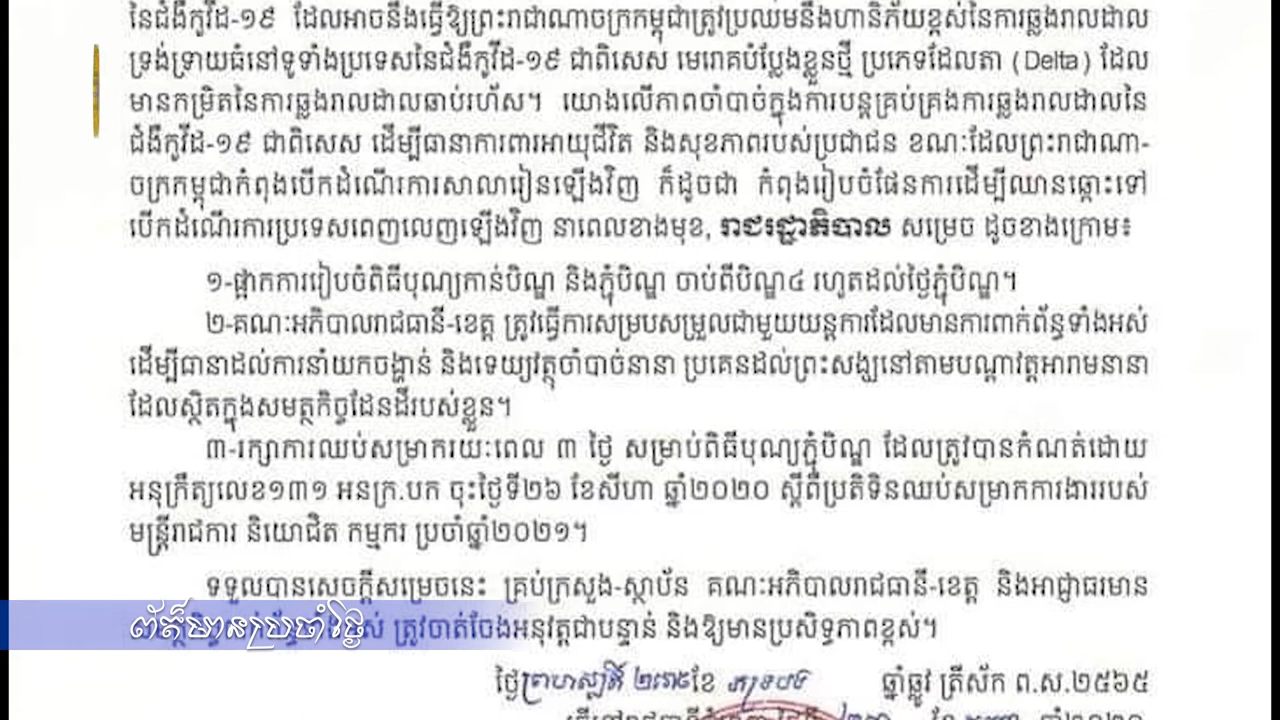 នៃជំងឺកូវីដ-១៩ ដែលអាចនឹងធ្វើឱ្យព្រះរាជាណាចក្រកម្ពុជាត្រូវប្រឈមនឹងហានិភ័យខ្ពស់នៃការឆ្លងរាលដាល
ទ្រង់ទ្រាយធំនៅទូទាំងប្រទេសនៃជំងឺកូវីដ-១៩ ជាពិសេស មេរោគបំប្លែងខ្លួនថ្មី ប្រភេទដែលតា (Delta) ដែល
មានកម្រិតនៃការឆ្លងរាលដាលឆាប់រហ័ស។ យោងលើភាពចាំបាច់ក្នុងការបន្តគ្រប់គ្រងការឆ្លងរាលដាលនៃ
ជំងឺកូវីដ-១៩ ជាពិសេស ដើម្បីធានាការពារអាយុជីវិត និងសុខភាពរបស់ប្រជាជន ខណៈដែលព្រះរាជាណា-
ចក្រកម្ពុជាកំពុងបើកដំណើរការសាលារៀនឡើងវិញ ក៏ដូចជា កំពុងរៀបចំផែនការដើម្បីឈានឆ្ពោះទៅ
បើកដំណើរការប្រទេសពេញលេញឡើងវិញ នាពេលខាងមុខ, រាជរដ្ឋាភិបាល សម្រេច ដូចខាងក្រោម៖
១-ផ្អាកការរៀបចំពិធីបុណ្យកាន់បិណ្ឌ និងភ្ជុំបិណ្ឌ ចាប់ពីបិណ្ឌ៤ រហូតដល់ថ្ងៃភ្ជុំបិណ្ឌ។
២-គណៈអភិបាលរាជធានី-ខេត្ត ត្រូវធ្វើការសម្របសម្រួលជាមួយយន្តការដែលមានការពាក់ព័ន្ធទាំងអស់
ដើម្បីធានាដល់ការនាំយកចង្ហាន់ និងទេយ្យវត្ថុចាំបាច់នានា ប្រគេនដល់ព្រះសង្ឃនៅតាមបណ្តាវត្តអារាមនានា
ដែលស្ថិតក្នុងសមត្ថកិច្ចដែនដីរបស់ខ្លួន។
៣-រក្សាការឈប់សម្រាករយៈពេល ៣ ថ្ងៃ សម្រាប់ពិធីបុណ្យភ្ជុំបិណ្ឌ ដែលត្រូវបានកំណត់ដោយ
អនុក្រឹត្យលេខ១៣១ អនក្រ.បក ចុះថ្ងៃទី២៦ ខែសីហា ឆ្នាំ២០២០ ស្តីពីប្រតិទិនឈប់សម្រាកការងាររបស់
មន្ត្រីរាជការ និយោជិត កម្មករ ប្រចាំឆ្នាំ២០២១។
ទទួលបានសេចក្តីសម្រេចនេះ គ្រប់ក្រសួង-ស្ថាប័ន គណៈអភិបាលរាជធានី-ខេត្ត និងអាជ្ញាធរមាន
ព័ត៌មានប្រចាំថ្ងៃ ត្រូវចាត់ចែងអនុវត្តជាបន្ទាន់ និងឱ្យមានប្រសិទ្ធភាពខ្ពស់។
ថ្ងៃព្រហស្បតិ៍ ខែ ភទ្របទ ឆ្នាំឆ្លូវ ត្រីស័ក ព.ស.២៥៦៥